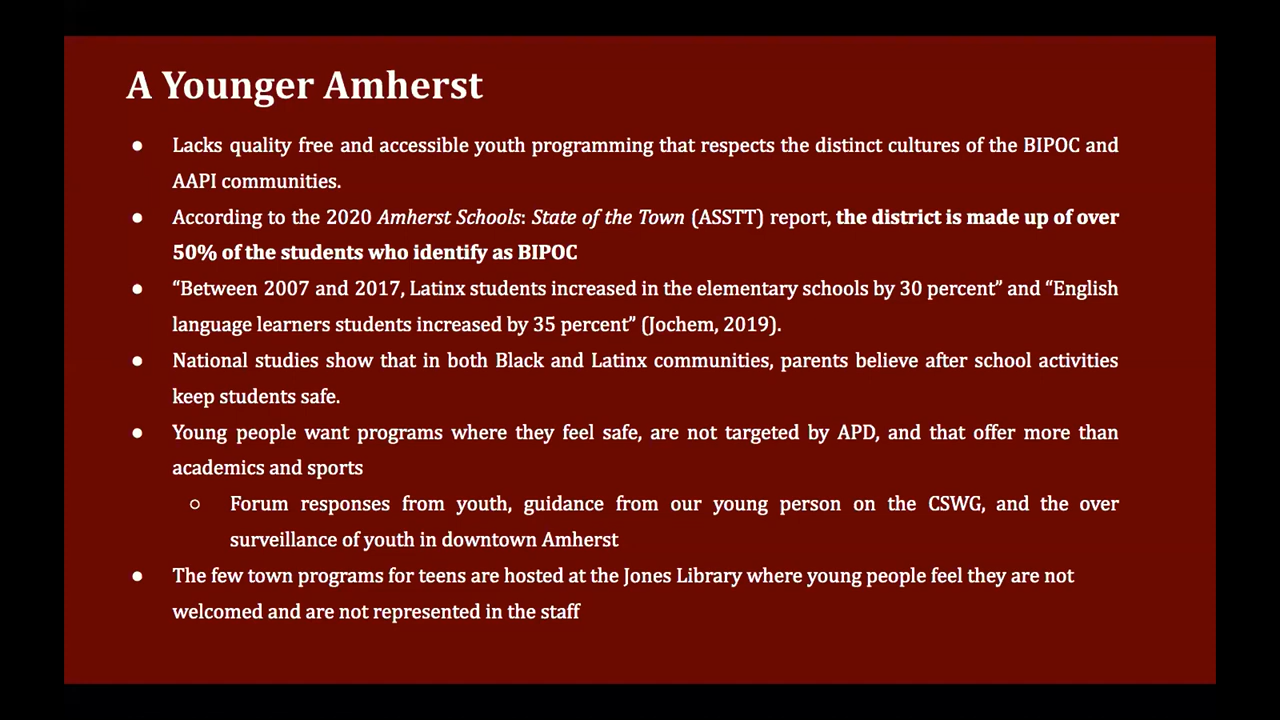 A Younger Amherst
● Lacks quality free and accessible youth programming that respects the distinct cultures of the BIPOC and
AAPI communities.
● According to the 2020 Amherst Schools: State of the Town (ASSTT) report, the district is made up of over
50% of the students who identify as BIPOC
● “Between 2007 and 2017, Latinx students increased in the elementary schools by 30 percent” and “English
language learners students increased by 35 percent” (Jochem, 2019).
● National studies show that in both Black and Latinx communities, parents believe after school activities
keep students safe.
● Young people want programs where they feel safe, are not targeted by APD, and that offer more than
academics and sports
○ Forum responses from youth, guidance from our young person on the CSWG, and the over
surveillance of youth in downtown Amherst
● The few town programs for teens are hosted at the Jones Library where young people feel they are not
welcomed and are not represented in the staff